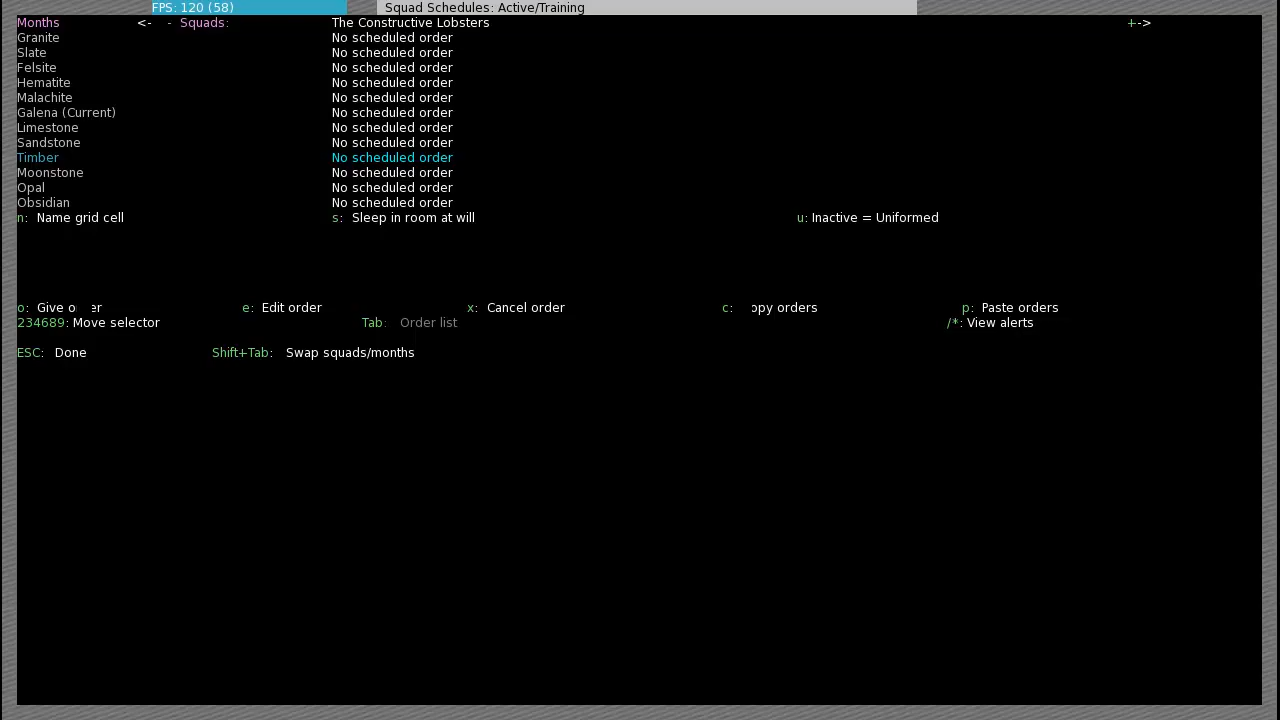 FPS: 120 (58) Squad Schedules: Active/Training
Months <- - Squads: The Constructive Lobsters +->
Granite No scheduled order
Slate No scheduled order
Felsite No scheduled order
Hematite No scheduled order
Malachite No scheduled order
Galena (Current) No scheduled order
Limestone No scheduled order
Sandstone No scheduled order
Timber No scheduled order
Moonstone No scheduled order
Opal No scheduled order
Obsidian No scheduled order
n: Name grid cell s: Sleep in room at will u: Inactive = Uniformed
o: Give o er e: Edit order x: Cancel order c: opy orders p: Paste orders
234689: Move selector Tab: Order list /*: View alerts
ESC: Done Shift+Tab: Swap squads/months